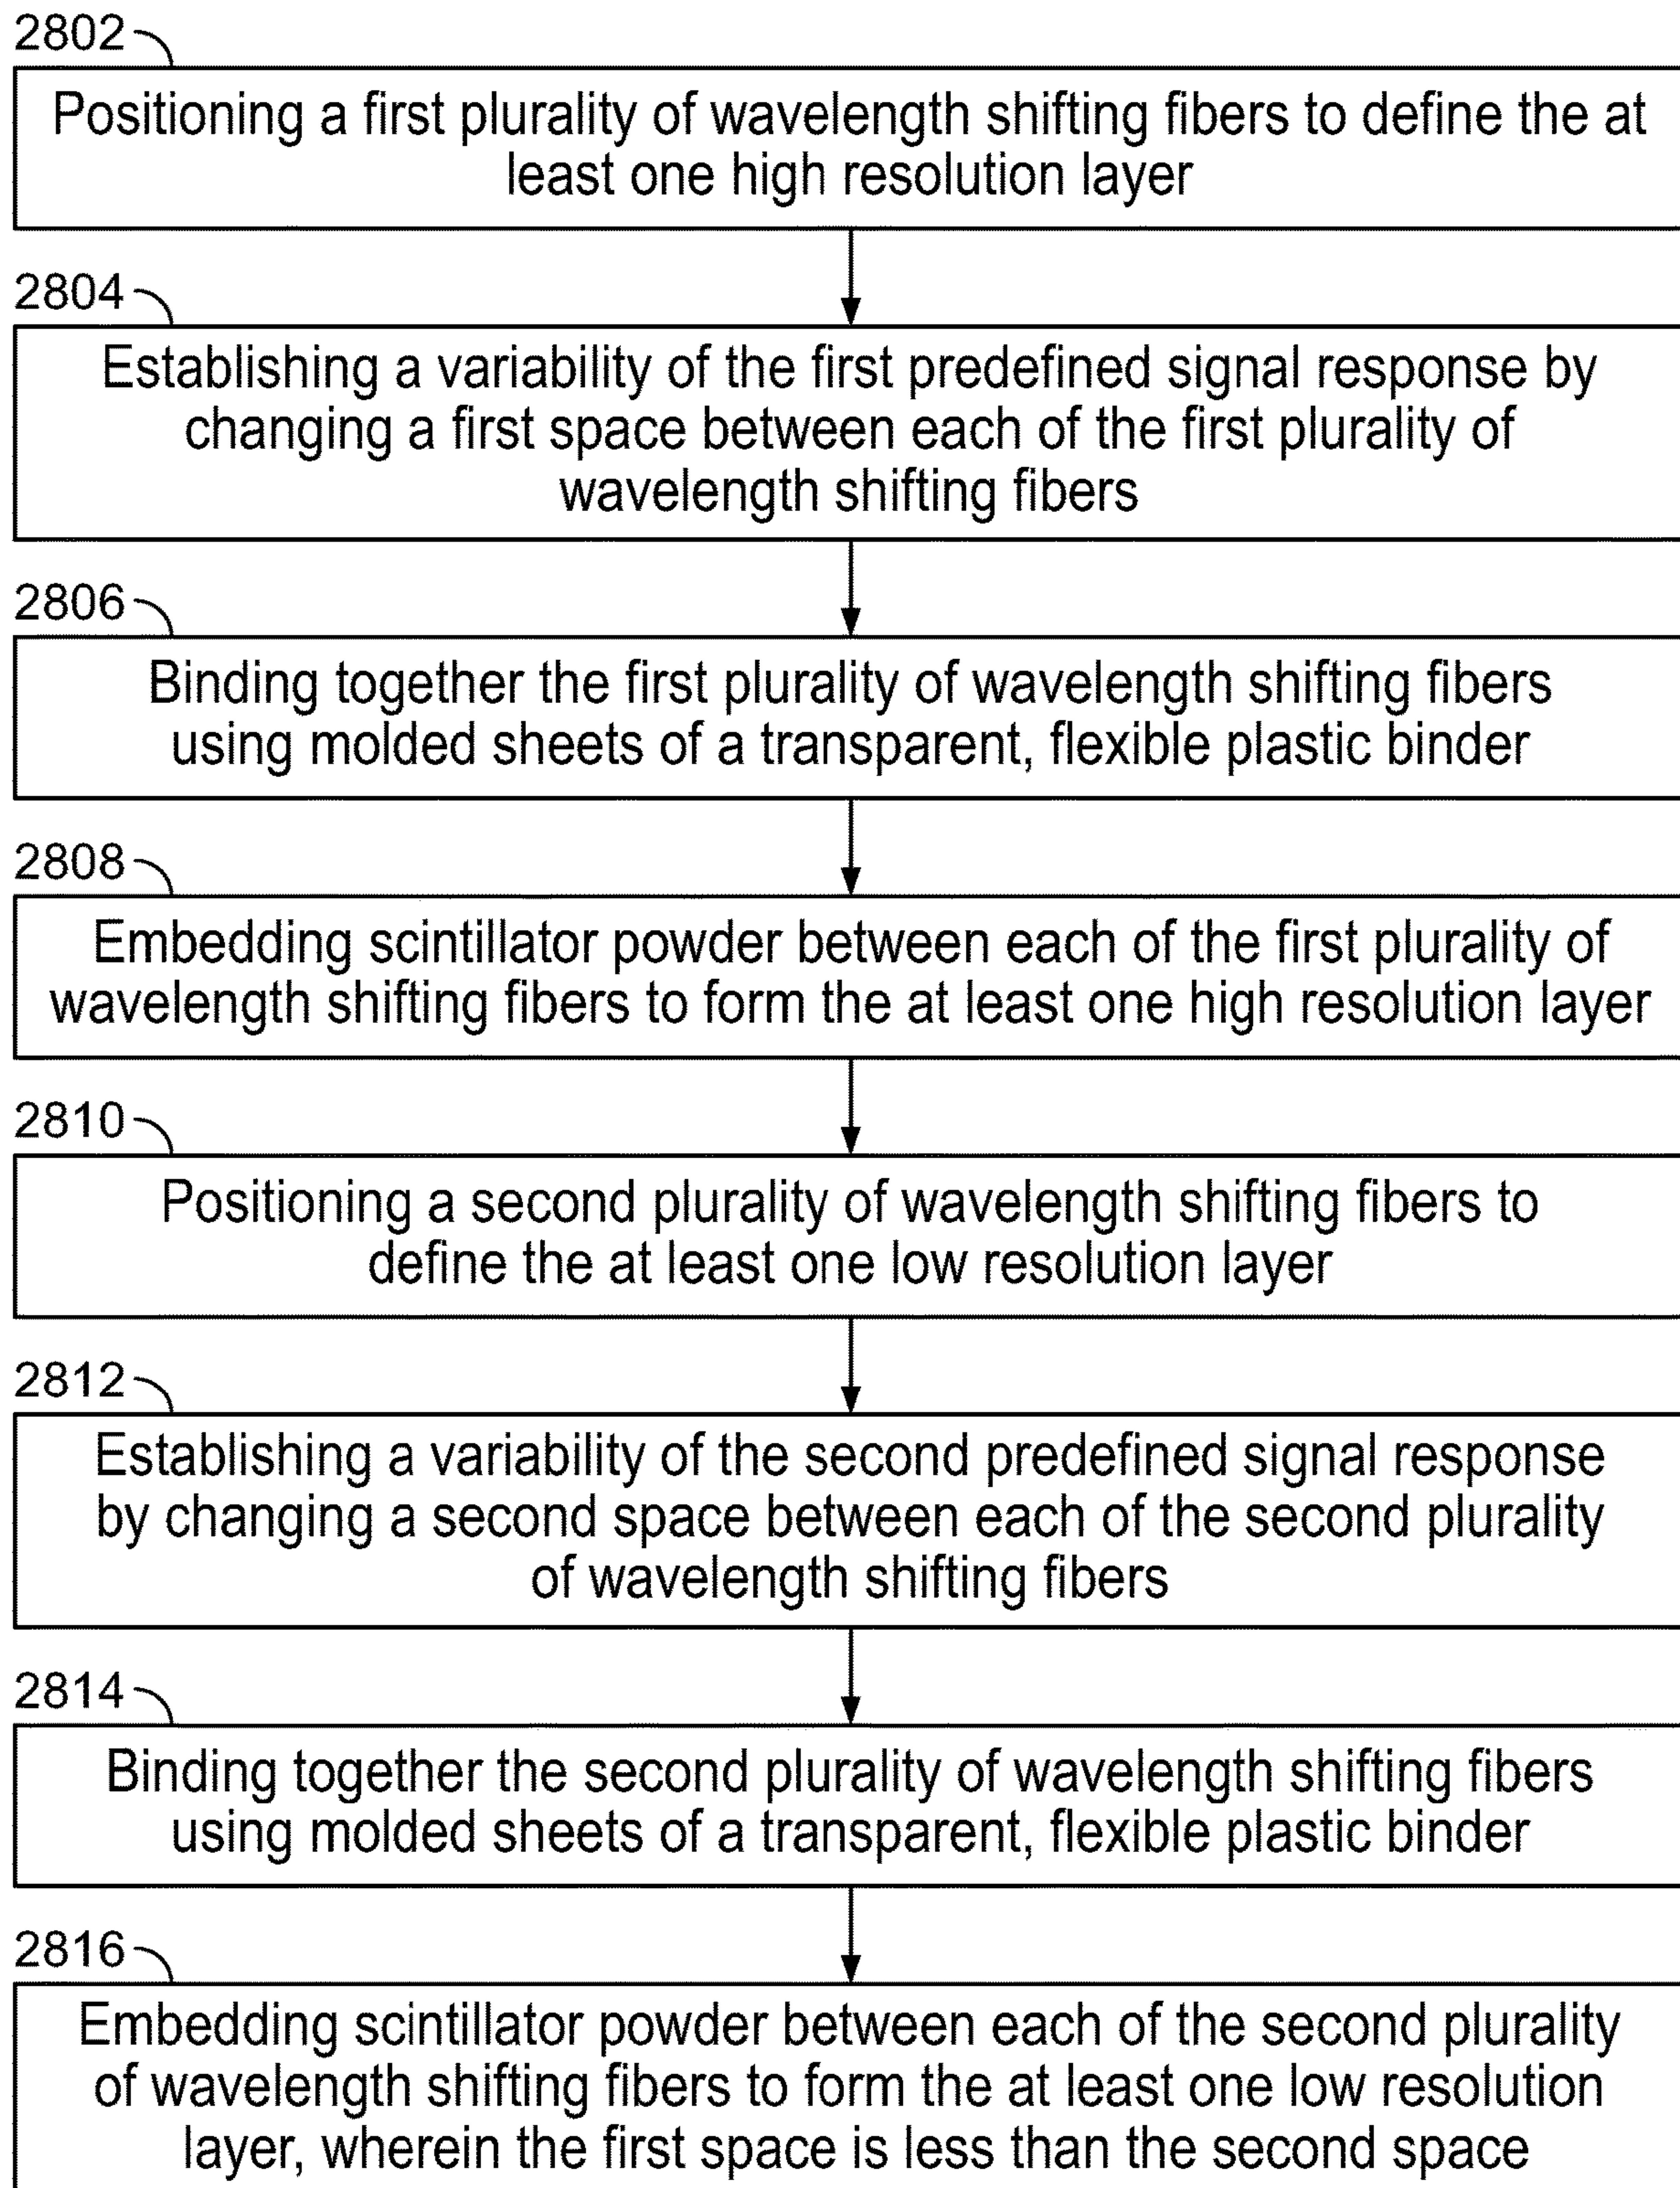 2802
Positioning a first plurality of wavelength shifting fibers to define the at
least one high resolution layer
2804
Establishing a variability of the first predefined signal response by
changing a first space between each of the first plurality of
wavelength shifting fibers
2806
Binding together the first plurality of wavelength shifting fibers
using molded sheets of a transparent, flexible plastic binder
2808
Embedding scintillator powder between each of the first plurality of
wavelength shifting fibers to form the at least one high resolution layer
2810
Positioning a second plurality of wavelength shifting fibers to
define the at least one low resolution layer
2812
Establishing a variability of the second predefined signal response
by changing a second space between each of the second plurality
of wavelength shifting fibers
2814
Binding together the second plurality of wavelength shifting fibers
using molded sheets of a transparent, flexible plastic binder
2816
Embedding scintillator powder between each of the second plurality
of wavelength shifting fibers to form the at least one low resolution
layer, wherein the first space is less than the second space